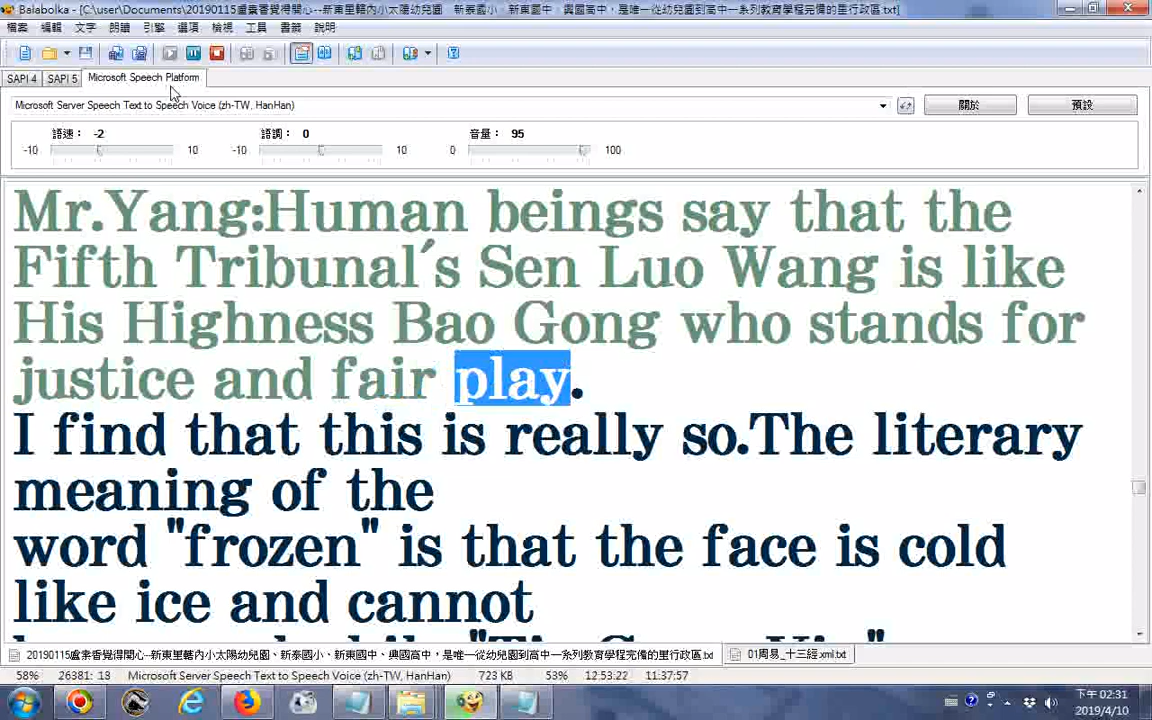 Balabolka - [C:\user\Documents\20190115盧素香覺得開心--新東里轄內小太陽幼兒園　新泰國小、新東國中、興國高中，是唯一從幼兒園到高中一系列教育學程完備的里行政區.txt]
檔案 編輯 文字 朗讀 引擎 選項 檢視 工具 書籤 說明
SAPI 4 SAPI 5 Microsoft Speech Platform
Microsoft Server Speech Text to Speech Voice (zh-TW, HanHan) 關於 預設
語速： -2 語調： 0 音量： 95
-10 10 -10 10 0 100
Mr.Yang:Human beings say that the
Fifth Tribunal´s Sen Luo Wang is like
His Highness Bao Gong who stands for
justice and fair play.
I find that this is really so.The literary
meaning of the
word "frozen" is that the face is cold
like ice and cannot
20190115盧素香覺得開心--新東里轄內小太陽幼兒園、新泰國小、新東國中、興國高中，是唯一從幼兒園到高中一系列教育學程完備的里行政區.txt 01周易_十三經.xml.txt
58% 26381: 13 Microsoft Server Speech Text to Speech Voice (zh-TW, HanHan) 723 KB 53% 12:53:22 11:37:57
下午 02:31
2019/4/10